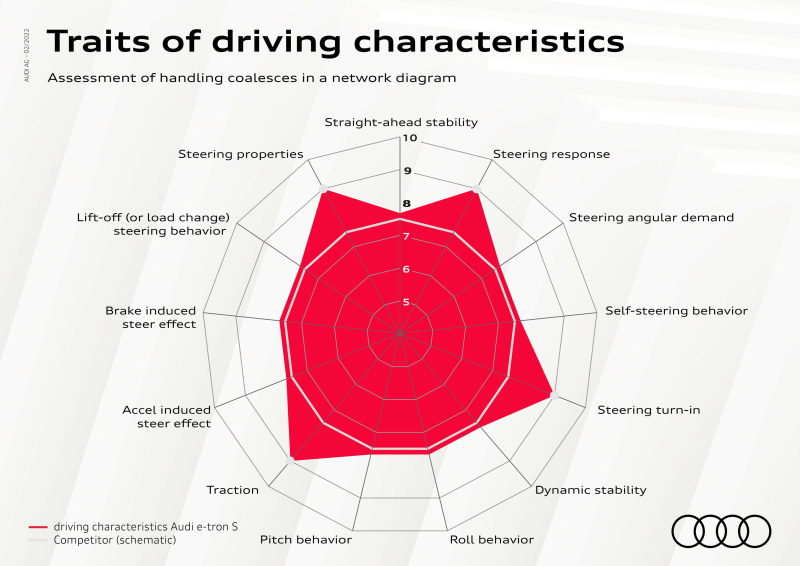 AUDI AG – 02/2022
Traits of driving characteristics
Assessment of handling coalesces in a network diagram
Straight-ahead stability
10
Steering properties
Steering response
9
8
Lift-off (or load change)
steering behavior
Steering angular demand
7
6
5
Brake induced
steer effect
Self-steering behavior
Accel induced
steer effect
Steering turn-in
Traction
Dynamic stability
Pitch behavior
Roll behavior
driving characteristics Audi e-tron S
Competitor (schematic)